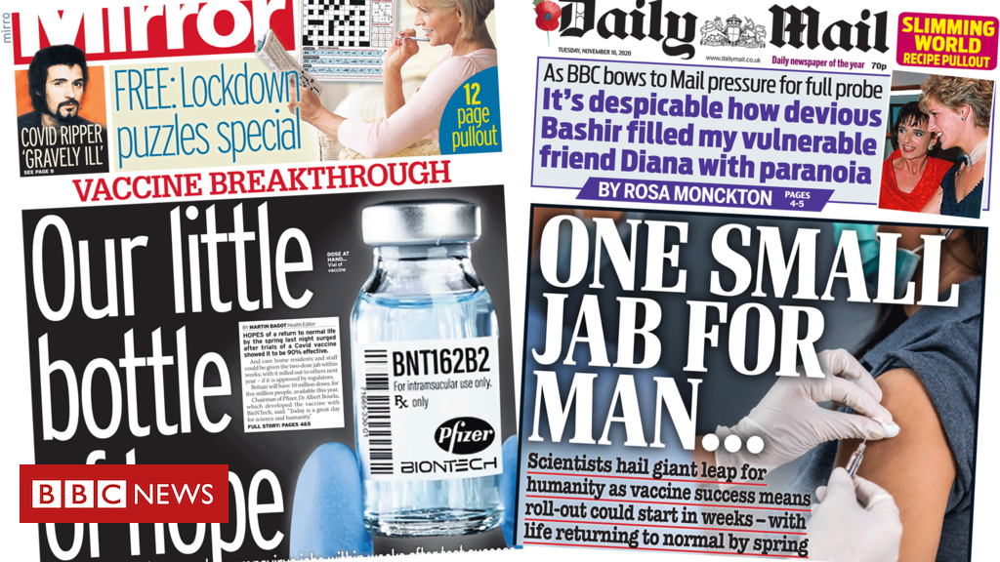 mirro
Mirror
COVID RIPPER
'GRAVELY ILL'
SEE PAGE 8
FREE: Lockdown
puzzles special
12
page
pullout
VACCINE BREAKTHROUGH
Our little
bottle
of hope
DOSE AT
HAND...
Vial of
vaccine
BY MARTIN BAGOT Health Editor
HOPES of a return to normal life
by the spring last night surged
after trials of a Covid vaccine
showed it to be 90% effective.
And care home residents and staff
could be given the two-dose jab within
weeks, with it rolled out to others next
year – if it is approved by regulators.
Britain will have 10 million doses, for
five million people, available this year.
Chairman of Pfizer, Dr Albert Bourla,
which developed the vaccine with
BioNTech, said: "Today is a great day
for science and humanity."
FULL STORY: PAGES 4&5
BNT162B2
For intramsucular use only.
Rx only
Pfizer
BIONTECH
BBC NEWS
Daily Mail
TUESDAY, NOVEMBER 10, 2020
www.dailymail.co.uk
Daily newspaper of the year
70p
SLIMMING
WORLD
RECIPE PULLOUT
As BBC bows to Mail pressure for full probe
It's despicable how devious
Bashir filled my vulnerable
friend Diana with paranoia
BY ROSA MONCKTON
PAGES
4-5
ONE SMALL
JAB FOR
MAN...
Scientists hail giant leap for
humanity as vaccine success means
roll-out could start in weeks – with
life returning to normal by spring